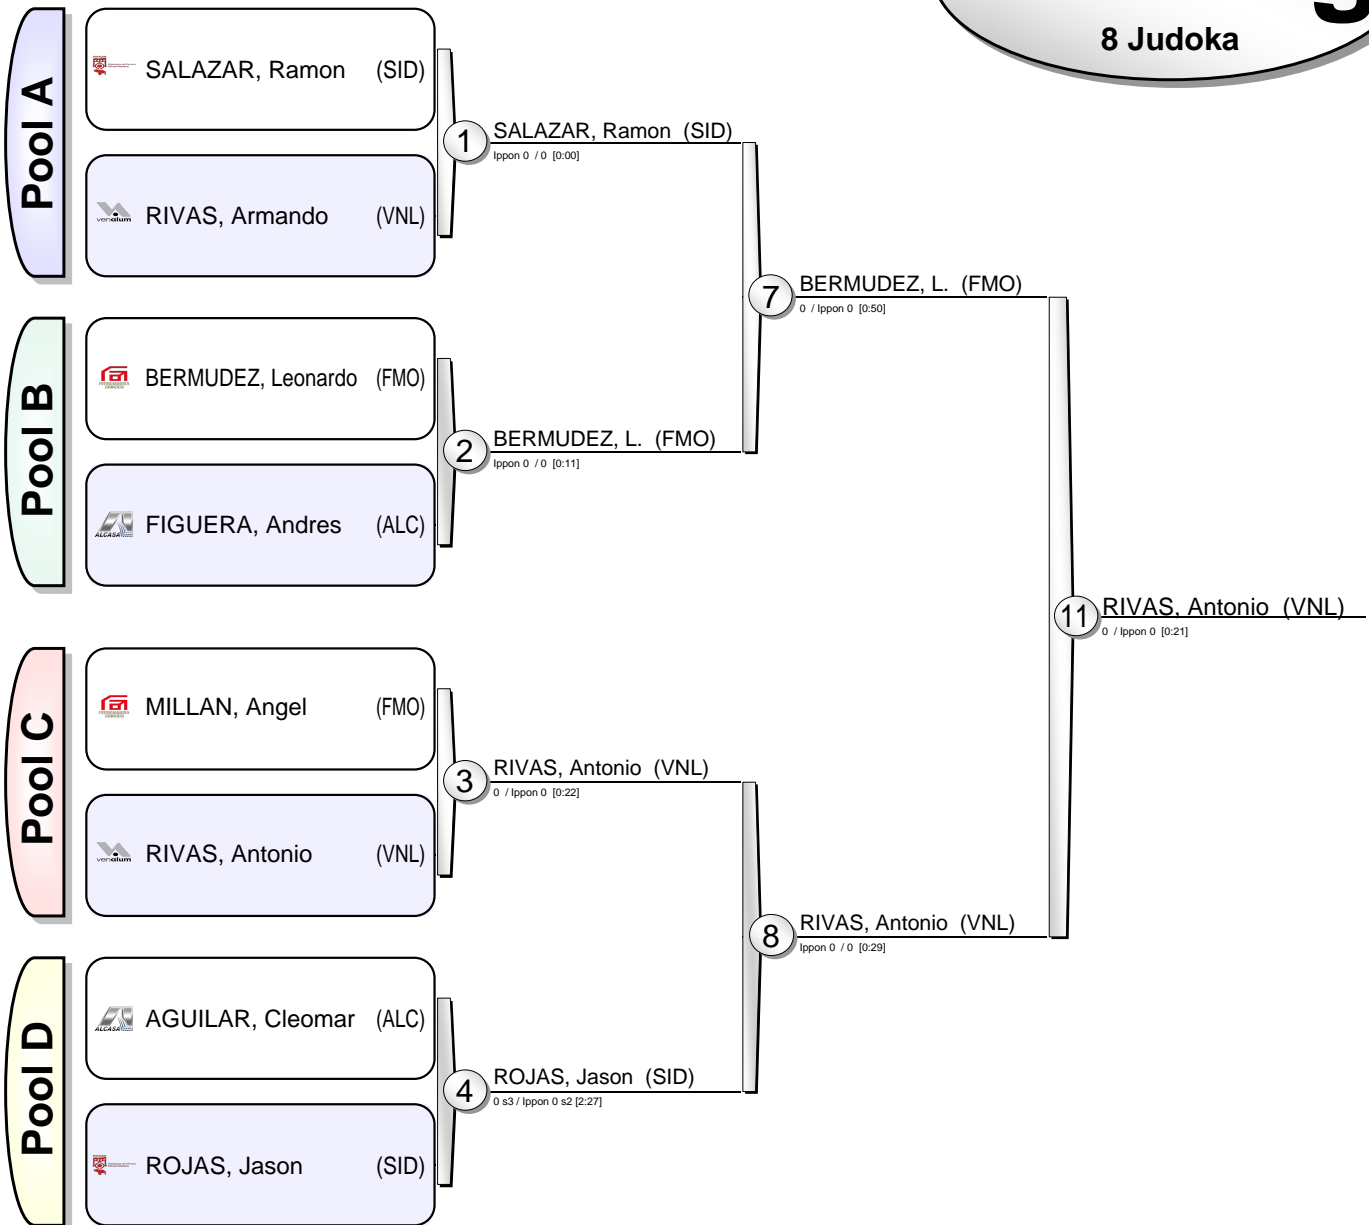 8 Judoka
Pool A
SALAZAR, Ramon (SID)
venalum
RIVAS, Armando (VNL)
1
SALAZAR, Ramon (SID)
Ippon 0 / 0 [0:00]
Pool B
BERMUDEZ, Leonardo (FMO)
ALCASA
FIGUERA, Andres (ALC)
2
BERMUDEZ, L. (FMO)
Ippon 0 / 0 [0:11]
7
BERMUDEZ, L. (FMO)
0 / Ippon 0 [0:50]
Pool C
MILLAN, Angel (FMO)
venalum
RIVAS, Antonio (VNL)
3
RIVAS, Antonio (VNL)
0 / Ippon 0 [0:22]
Pool D
ALCASA
AGUILAR, Cleomar (ALC)
ROJAS, Jason (SID)
4
ROJAS, Jason (SID)
0 s3 / Ippon 0 s2 [2:27]
8
RIVAS, Antonio (VNL)
Ippon 0 / 0 [0:29]
11
RIVAS, Antonio (VNL)
0 / Ippon 0 [0:21]